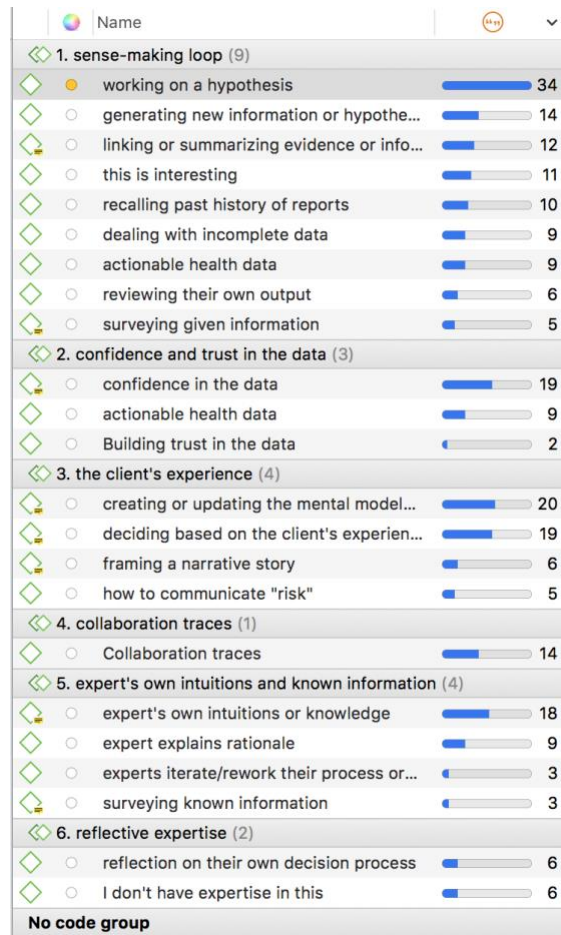 Name
1. sense-making loop (9)
working on a hypothesis 34
generating new information or hypothe... 14
linking or summarizing evidence or info... 12
this is interesting 11
recalling past history of reports 10
dealing with incomplete data 9
actionable health data 9
reviewing their own output 6
surveying given information 5
2. confidence and trust in the data (3)
confidence in the data 19
actionable health data 9
Building trust in the data 2
3. the client's experience (4)
creating or updating the mental model... 20
deciding based on the client's experien... 19
framing a narrative story 6
how to communicate "risk" 5
4. collaboration traces (1)
Collaboration traces 14
5. expert's own intuitions and known information (4)
expert's own intuitions or knowledge 18
expert explains rationale 9
experts iterate/rework their process or... 3
surveying known information 3
6. reflective expertise (2)
reflection on their own decision process 6
I don't have expertise in this 6
No code group